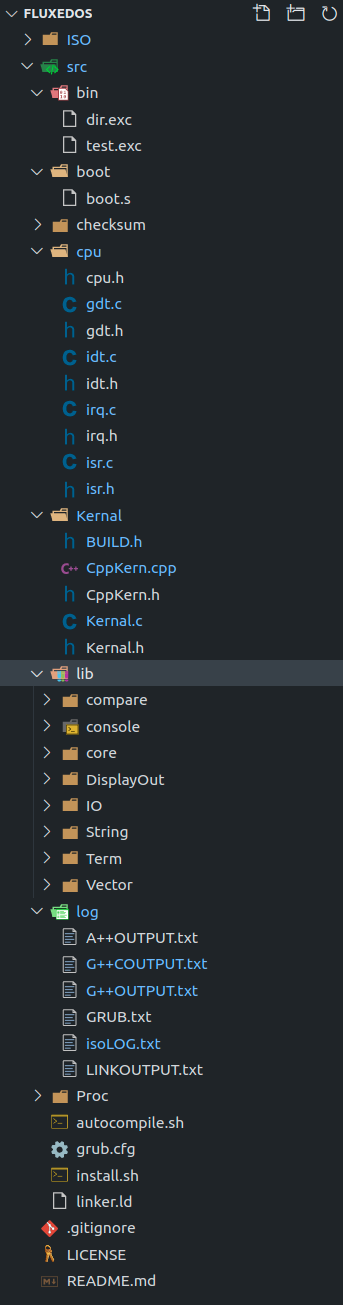 FLUXEDOS
ISO
src
bin
dir.exc
test.exc
boot
boot.s
checksum
cpu
cpu.h
gdt.c
gdt.h
idt.c
idt.h
irq.c
irq.h
isr.c
isr.h
Kernal
BUILD.h
CppKern.cpp
CppKern.h
Kernal.c
Kernal.h
lib
compare
console
core
DisplayOut
IO
String
Term
Vector
log
A++OUTPUT.txt
G++COUTPUT.txt
G++OUTPUT.txt
GRUB.txt
isoLOG.txt
LINKOUTPUT.txt
Proc
autocompile.sh
grub.cfg
install.sh
linker.ld
.gitignore
LICENSE
README.md